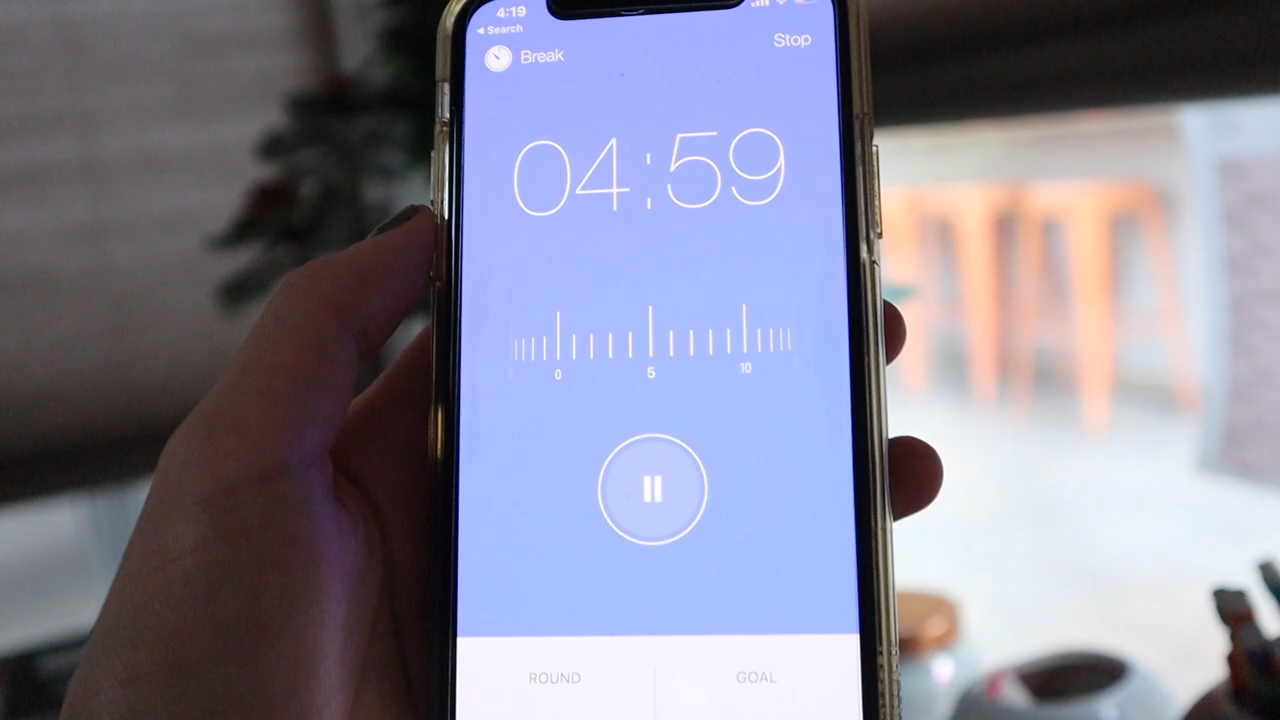 4:19
◀ Search
Break
Stop
04:59
0 5 10
ROUND GOAL